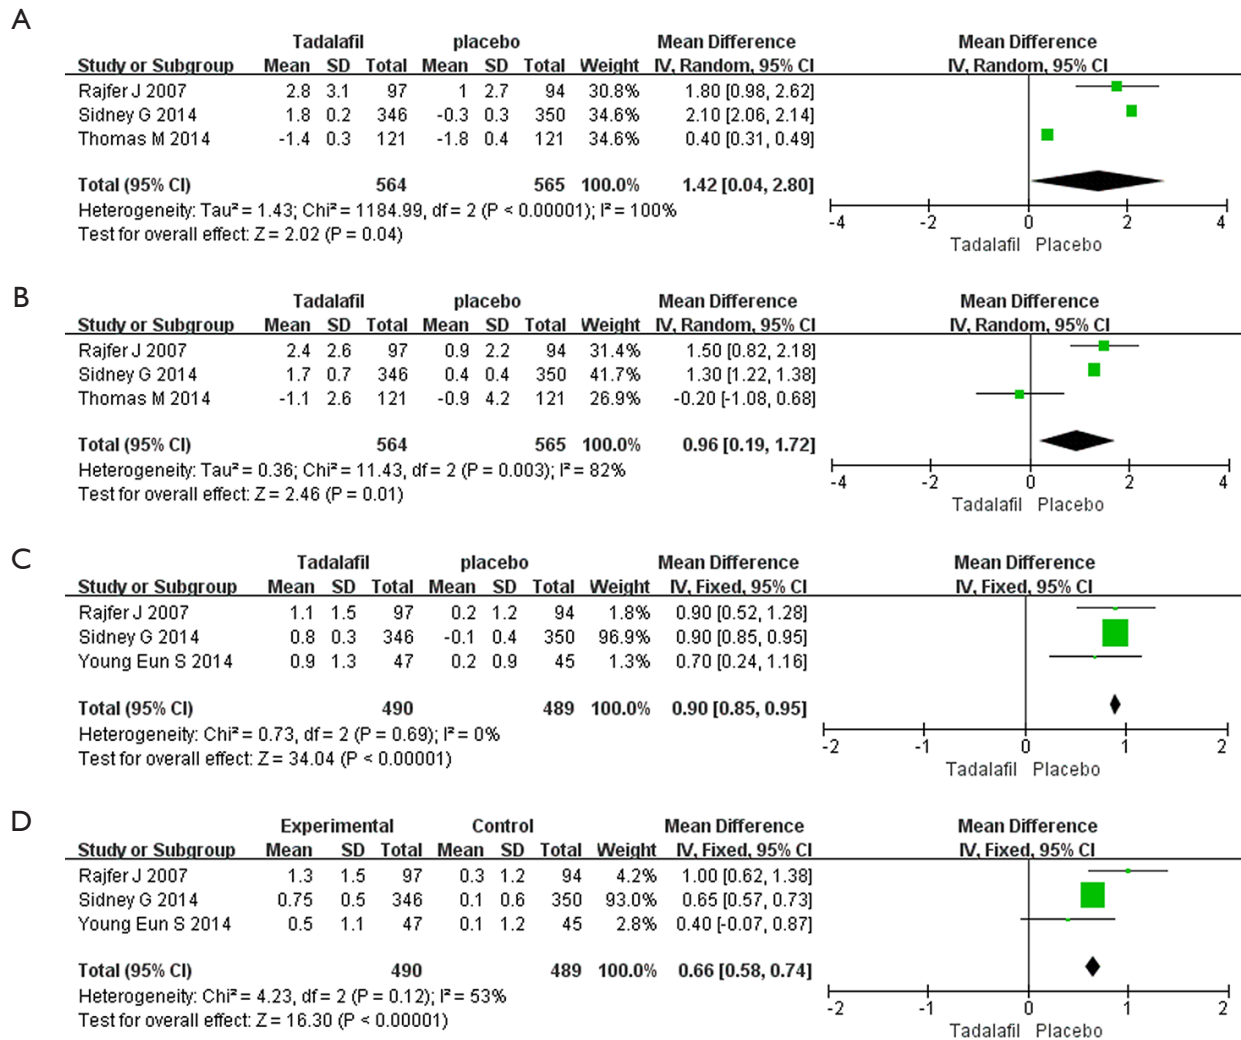 A
Tadalafil placebo Mean Difference Mean Difference
Study or Subgroup Mean SD Total Mean SD Total Weight IV, Random, 95% CI IV, Random, 95% CI
Rajfer J 2007 2.8 3.1 97 1 2.7 94 30.8% 1.80 [0.98, 2.62]
Sidney G 2014 1.8 0.2 346 -0.3 0.3 350 34.6% 2.10 [2.06, 2.14]
Thomas M 2014 -1.4 0.3 121 -1.8 0.4 121 34.6% 0.40 [0.31, 0.49]
Total (95% CI) 564 565 100.0% 1.42 [0.04, 2.80]
Heterogeneity: Tau² = 1.43; Chi² = 1184.99, df = 2 (P < 0.00001); I² = 100%
Test for overall effect: Z = 2.02 (P = 0.04)
-4 -2 0 2 4
Tadalafil Placebo
B
Tadalafil placebo Mean Difference Mean Difference
Study or Subgroup Mean SD Total Mean SD Total Weight IV, Random, 95% CI IV, Random, 95% CI
Rajfer J 2007 2.4 2.6 97 0.9 2.2 94 31.4% 1.50 [0.82, 2.18]
Sidney G 2014 1.7 0.7 346 0.4 0.4 350 41.7% 1.30 [1.22, 1.38]
Thomas M 2014 -1.1 2.6 121 -0.9 4.2 121 26.9% -0.20 [-1.08, 0.68]
Total (95% CI) 564 565 100.0% 0.96 [0.19, 1.72]
Heterogeneity: Tau² = 0.36; Chi² = 11.43, df = 2 (P = 0.003); I² = 82%
Test for overall effect: Z = 2.46 (P = 0.01)
-4 -2 0 2 4
Tadalafil Placebo
C
Tadalafil placebo Mean Difference Mean Difference
Study or Subgroup Mean SD Total Mean SD Total Weight IV, Fixed, 95% CI IV, Fixed, 95% CI
Rajfer J 2007 1.1 1.5 97 0.2 1.2 94 1.8% 0.90 [0.52, 1.28]
Sidney G 2014 0.8 0.3 346 -0.1 0.4 350 96.9% 0.90 [0.85, 0.95]
Young Eun S 2014 0.9 1.3 47 0.2 0.9 45 1.3% 0.70 [0.24, 1.16]
Total (95% CI) 490 489 100.0% 0.90 [0.85, 0.95]
Heterogeneity: Chi² = 0.73, df = 2 (P = 0.69); I² = 0%
Test for overall effect: Z = 34.04 (P < 0.00001)
-2 -1 0 1 2
Tadalafil Placebo
D
Experimental Control Mean Difference Mean Difference
Study or Subgroup Mean SD Total Mean SD Total Weight IV, Fixed, 95% CI IV, Fixed, 95% CI
Rajfer J 2007 1.3 1.5 97 0.3 1.2 94 4.2% 1.00 [0.62, 1.38]
Sidney G 2014 0.75 0.5 346 0.1 0.6 350 93.0% 0.65 [0.57, 0.73]
Young Eun S 2014 0.5 1.1 47 0.1 1.2 45 2.8% 0.40 [-0.07, 0.87]
Total (95% CI) 490 489 100.0% 0.66 [0.58, 0.74]
Heterogeneity: Chi² = 4.23, df = 2 (P = 0.12); I² = 53%
Test for overall effect: Z = 16.30 (P < 0.00001)
-2 -1 0 1 2
Tadalafil Placebo